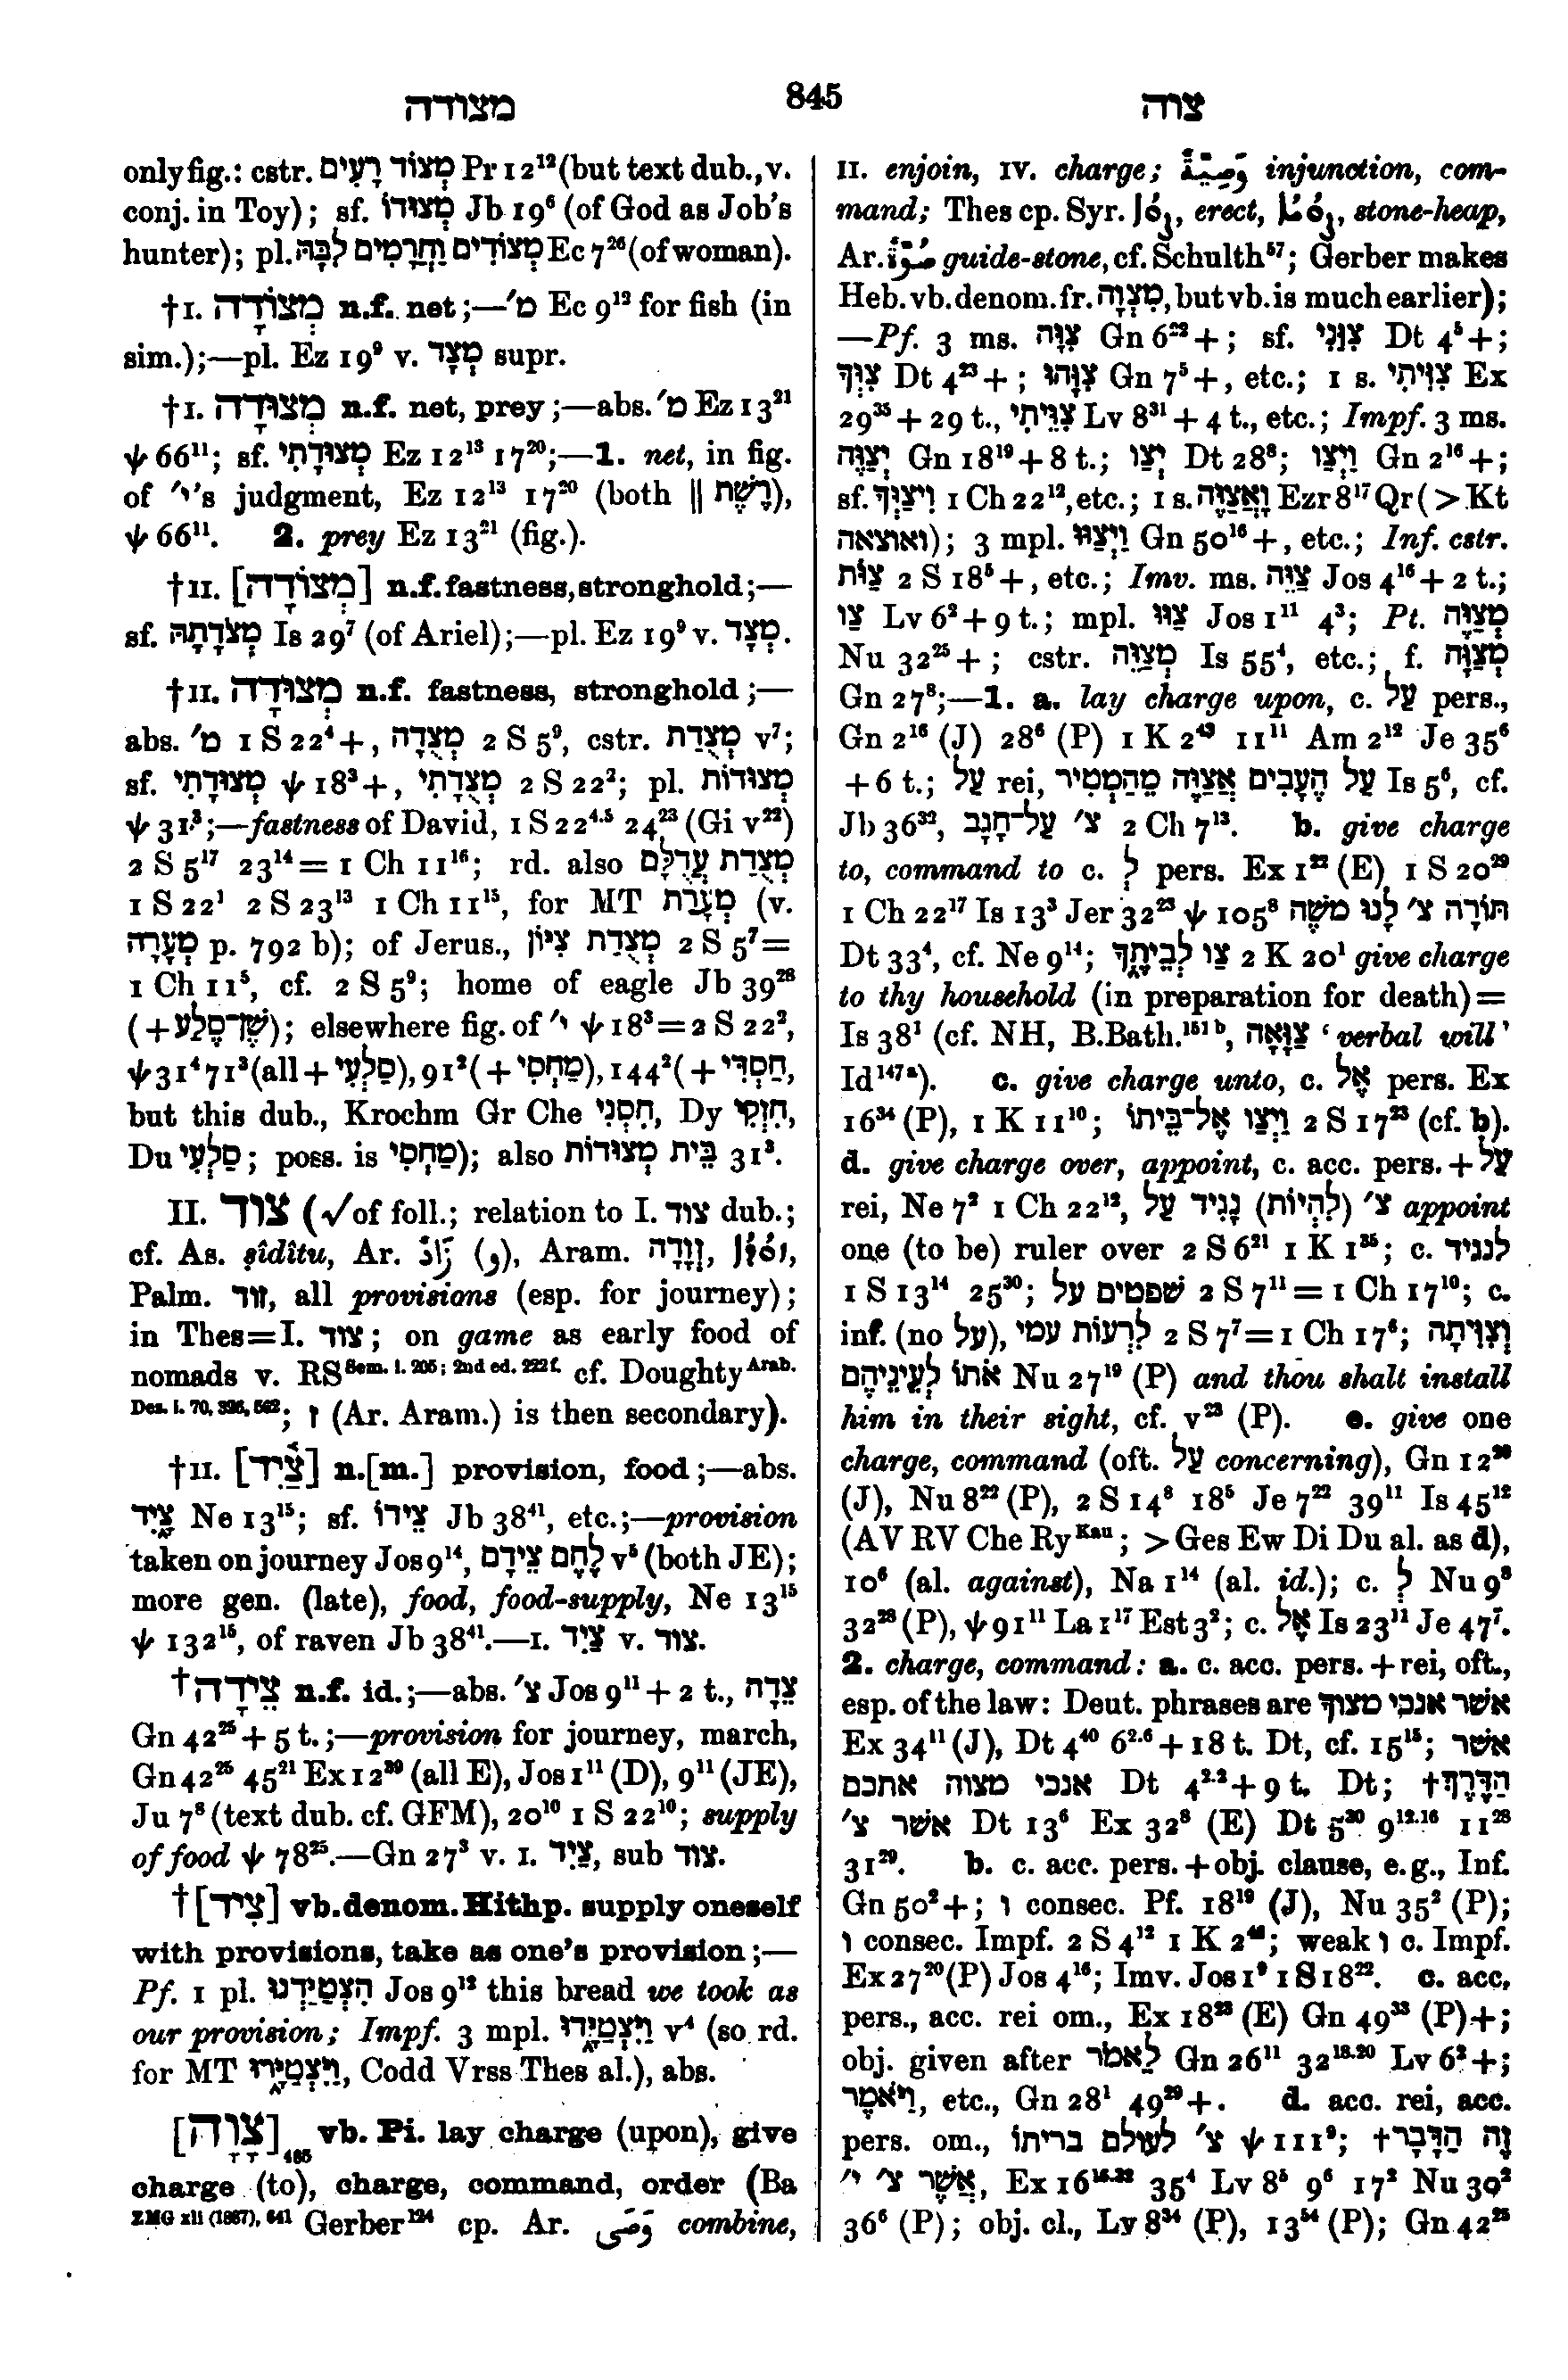 מצודה 845 צוה
only fig.: cstr. מְצוֹד רָעִים Pr 12¹² (but text dub., v.
conj. in Toy); sf. מְצוּדוֹ Jb 19⁶ (of God as Job's
hunter); pl. מְצוֹדִים וַחֲרָמִים לִבָּהּ Ec 7²⁶ (of woman).
†I. מְצוֹדָה n.f. net;—מ׳ Ec 9¹² for fish (in
sim.);—pl. Ez 19⁹ v. מְצָד supr.
†I. מְצוּדָה n.f. net, prey;—abs. מ׳ Ez 13²¹
ψ 66¹¹; sf. מְצוּדָתִי Ez 12¹³ 17²⁰;—1. net, in fig.
of י׳'s judgment, Ez 12¹³ 17²⁰ (both ‖ רֶשֶׁת),
ψ 66¹¹. 2. prey Ez 13²¹ (fig.).
†II. [מְצוֹדָה] n.f. fastness, stronghold;—
sf. מְצֹדָתָהּ Is 29⁷ (of Ariel);—pl. Ez 19⁹ v. מְצָד.
†II. מְצוּדָה n.f. fastness, stronghold;—
abs. מ׳ 1 S 22⁴+, מְצֻדָה 2 S 5⁹, cstr. מְצֻדַת v⁷;
sf. מְצוּדָתִי ψ 18³+, מְצֻדָתִי 2 S 22²; pl. מְצוּדוֹת
ψ 31³;—fastness of David, 1 S 22⁴·⁵ 24²³ (Gi v²²)
2 S 5¹⁷ 23¹⁴ = 1 Ch 11¹⁶; rd. also מְצֻדַת עֲדֻלָּם
1 S 22¹ 2 S 23¹³ 1 Ch 11¹⁵, for MT מְעָרַת (v.
מְעָרָה p. 792 b); of Jerus., מְצֻדַת צִיּוֹן 2 S 5⁷ =
1 Ch 11⁵, cf. 2 S 5⁹; home of eagle Jb 39²⁸
(+שֶׁן־סֶלַע); elsewhere fig. of י׳ ψ 18³ = 2 S 22²,
ψ 31⁴ 71³ (all + סַלְעִי), 91² (+ מַחְסִי), 144² (+ חַסְדִּי,
but this dub., Krochm Gr Che חִסְנִי, Dy חִזְקִי,
Du סַלְעִי; poss. is מַחְסִי); also בֵּית מְצוּדוֹת 31³.
II. צוד (√of foll.; relation to I. צוד dub.;
cf. As. ṣîdîtu, Ar. زَادٌ (و), Aram. זְוָדָה, ܙܘܳܕܳܐ,
Palm. זוד, all provisions (esp. for journey);
in Thes=I. צוד; on game as early food of
nomads v. RS Sem. i. 205; 2nd ed. 222 f. cf. Doughty Arab.
Des. i. 70, 326, 562; ז (Ar. Aram.) is then secondary).
†II. [צַ֫יִד] n.[m.] provision, food;—abs.
צָ֑יִד Ne 13¹⁵; sf. צֵידוֹ Jb 38⁴¹, etc.;—provision
taken on journey Jos 9¹⁴, לֶחֶם צֵידָם v⁵ (both JE);
more gen. (late), food, food-supply, Ne 13¹⁵
ψ 132¹⁵, of raven Jb 38⁴¹.—I. צַיִד v. צוד.
†צֵידָה n.f. id.;—abs. צ׳ Jos 9¹¹ + 2 t., צֵדָה
Gn 42²⁵ + 5 t.;—provision for journey, march,
Gn 42²⁵ 45²¹ Ex 12³⁹ (all E), Jos 1¹¹ (D), 9¹¹ (JE),
Ju 7⁸ (text dub. cf. GFM), 20¹⁰ 1 S 22¹⁰; supply
of food ψ 78²⁵.—Gn 27³ v. I. צַיִד, sub צוד.
†[צִיד] vb. denom. Hithp. supply oneself
with provisions, take as one's provision;—
Pf. 1 pl. הִצְטַיַּדְנוּ Jos 9¹² this bread we took as
our provision; Impf. 3 mpl. וַיִּצְטַיָּ֑דוּ v⁴ (so rd.
for MT וַיִּצְטַיָּ֑רוּ, Codd Vrss Thes al.), abs.
[צָוָה]₄₈₅ vb. Pi. lay charge (upon), give
charge (to), charge, command, order (Ba
ZMG xli (1887), 641 Gerber¹²⁴ cp. Ar. وَصَى combine,
II. enjoin, IV. charge; وَصِيَّةٌ injunction, com-
mand; Thes cp. Syr. erect, stone-heap,
Ar. صُوَّةٌ guide-stone, cf. Schulth⁵⁷; Gerber makes
Heb. vb. denom. fr. מִצְוָה, but vb. is much earlier);
—Pf. 3 ms. צִוָּה Gn 6²²+; sf. צִוַּנִי Dt 4⁵+;
צִוְּךָ Dt 4²³+; צִוָּהוּ Gn 7⁵+, etc.; 1 s. צִוֵּיתִי Ex
29³⁵ + 29 t., צִוֵּיתִי Lv 8³¹ + 4 t., etc.; Impf. 3 ms.
יְצַוֶּה Gn 18¹⁹ + 8 t.; יְצַו Dt 28⁸; וַיְצַו Gn 2¹⁶+;
sf. וִיצַוְּךָ 1 Ch 22¹², etc.; 1 s. וָאֲצַוֶּה Ezr 8¹⁷ Qr (> Kt
ואוצאה); 3 mpl. וַיְצַוּוּ Gn 50¹⁶+, etc.; Inf. cstr.
צַוֹּת 2 S 18⁵+, etc.; Imv. ms. צַוֵּה Jos 4¹⁶ + 2 t.;
צַו Lv 6² + 9 t.; mpl. צַוּוּ Jos 1¹¹ 4³; Pt. מְצַוֶּה
Nu 32²⁵+; cstr. מְצַוֵּה Is 55⁴, etc.; f. מְצַוָּה
Gn 27⁸;—1. a. lay charge upon, c. עַל pers.,
Gn 2¹⁶ (J) 28⁶ (P) 1 K 2⁴³ 11¹¹ Am 2¹² Je 35⁶
+ 6 t.; עַל rei, עַל הֶעָבִים אֲצַוֶּה מֵהַמְטִיר Is 5⁶, cf.
Jb 36³², צ׳ עַל־חָגָב 2 Ch 7¹³. b. give charge
to, command to c. לְ pers. Ex 1²² (E) 1 S 20²⁹
1 Ch 22¹⁷ Is 13³ Jer 32²³ ψ 105⁸ תּוֹרָה צ׳ לָנוּ מֹשֶׁה
Dt 33⁴, cf. Ne 9¹⁴; צַו לְבֵיתֶ֑ךָ 2 K 20¹ give charge
to thy household (in preparation for death) =
Is 38¹ (cf. NH, B.Bath.¹⁵¹ ᵇ, צַוָּאָה 'verbal will'
Id¹⁴⁷ᵃ). c. give charge unto, c. אֶל pers. Ex
16³⁴ (P), 1 K 11¹⁰; וַיְצַו אֶל־בֵּיתוֹ 2 S 17²³ (cf. b).
d. give charge over, appoint, c. acc. pers. + עַל
rei, Ne 7² 1 Ch 22¹², צ׳ (לִהְיוֹת) נָגִיד עַל appoint
one (to be) ruler over 2 S 6²¹ 1 K 1³⁵; c. לנגיד
1 S 13¹⁴ 25³⁰; שׁפטים על 2 S 7¹¹ = 1 Ch 17¹⁰; c.
inf. (no על), לִרְעוֹת עמי 2 S 7⁷ = 1 Ch 17⁶; וְצִוִּיתָה
אֹתוֹ לְעֵינֵיהֶם Nu 27¹⁹ (P) and thou shalt install
him in their sight, cf. v²³ (P). e. give one
charge, command (oft. עַל concerning), Gn 12²⁰
(J), Nu 8²² (P), 2 S 14⁸ 18⁵ Je 7²² 39¹¹ Is 45¹²
(AV RV Che Ry Kau; > Ges Ew Di Du al. as d),
10⁶ (al. against), Na 1¹⁴ (al. id.); c. לְ Nu 9⁸
32²⁸ (P), ψ 91¹¹ La 1¹⁷ Est 3²; c. אֶל Is 23¹¹ Je 47⁷.
2. charge, command: a. c. acc. pers. + rei, oft.,
esp. of the law: Deut. phrases are אשׁר אנכי מצוך
Ex 34¹¹ (J), Dt 4⁴⁰ 6²·⁶ + 18 t. Dt, cf. 15¹⁵; אשׁר
אנכי מצוה אתכם Dt 4²·² + 9 t. Dt; †הַדֶּרֶךְ
אשׁר צ׳ Dt 13⁶ Ex 32⁸ (E) Dt 5³⁰ 9¹²·¹⁶ 11²⁸
31²⁹. b. c. acc. pers. + obj. clause, e.g., Inf.
Gn 50²+; ו consec. Pf. 18¹⁹ (J), Nu 35² (P);
ו consec. Impf. 2 S 4¹² 1 K 2⁴⁶; weak ו c. Impf.
Ex 27²⁰ (P) Jos 4¹⁶; Imv. Jos 1⁹ 1 S 18²². c. acc.
pers., acc. rei om., Ex 18²³ (E) Gn 49³³ (P)+;
obj. given after לֵאמֹר Gn 26¹¹ 32¹⁸·²⁰ Lv 6²+;
וַיֹּאמֶר, etc., Gn 28¹ 49²⁹+. d. acc. rei, acc.
pers. om., צ׳ לעולם בריתו ψ 111⁹; †זֶה הַדָּבָר
אֲשֶׁר צ׳ י׳, Ex 16¹⁶·³² 35⁴ Lv 8⁵ 9⁶ 17² Nu 30²
36⁶ (P); obj. cl., Lv 8³⁴ (P), 13⁵⁴ (P); Gn 42²⁵